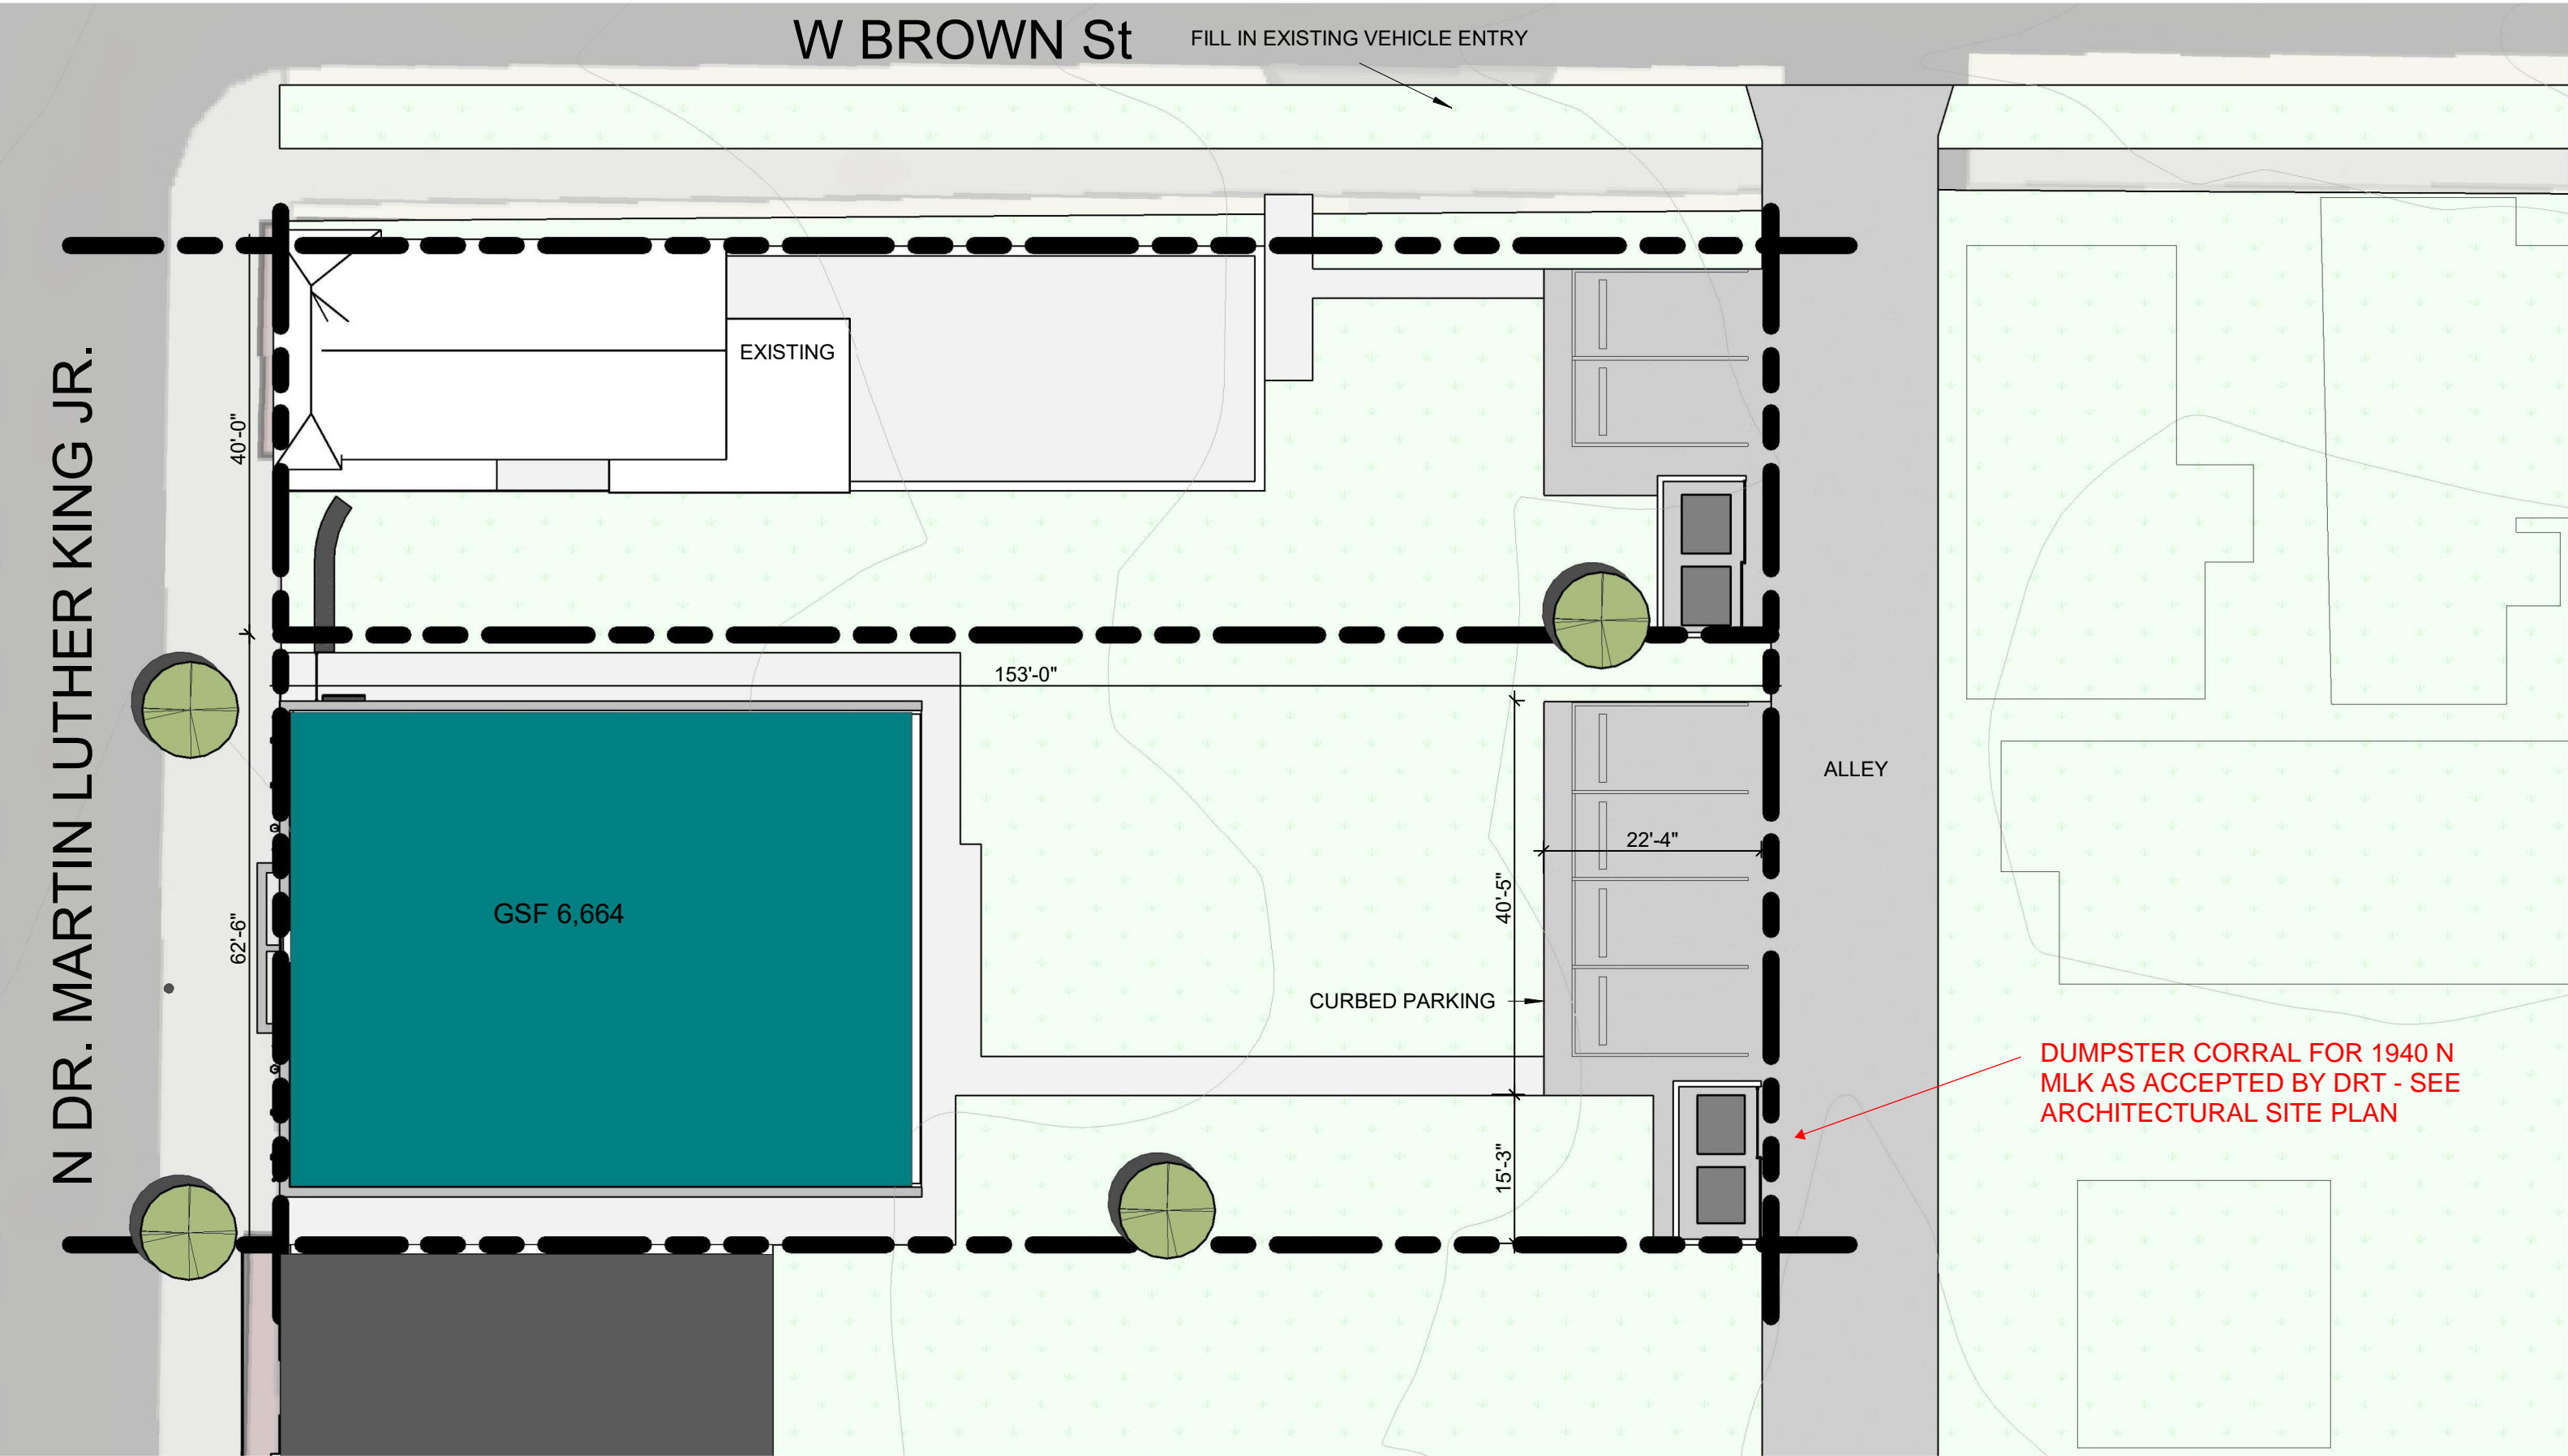 W BROWN St
FILL IN EXISTING VEHICLE ENTRY
N DR. MARTIN LUTHER KING JR.
EXISTING
40'-0"
153'-0"
ALLEY
22'-4"
40'-5"
GSF 6,664
62'-6"
CURBED PARKING
DUMPSTER CORRAL FOR 1940 N
MLK AS ACCEPTED BY DRT - SEE
ARCHITECTURAL SITE PLAN
15'-3"